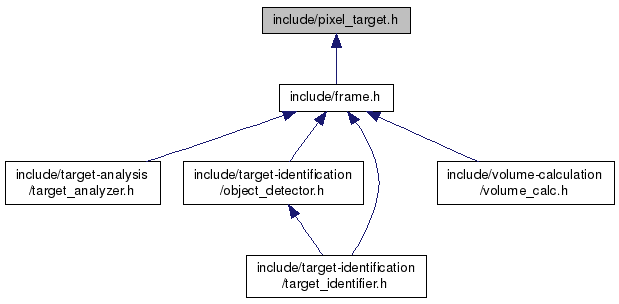 include/pixel_target.h
include/frame.h
include/target-analysis
/target_analyzer.h
include/target-identification
/object_detector.h
include/volume-calculation
/volume_calc.h
include/target-identification
/target_identifier.h